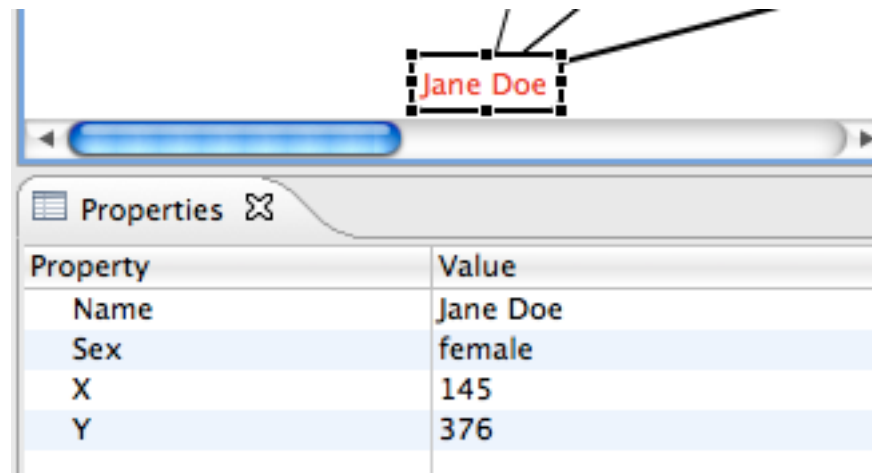 Jane Doe
Properties
Property Value
Name Jane Doe
Sex female
X 145
Y 376